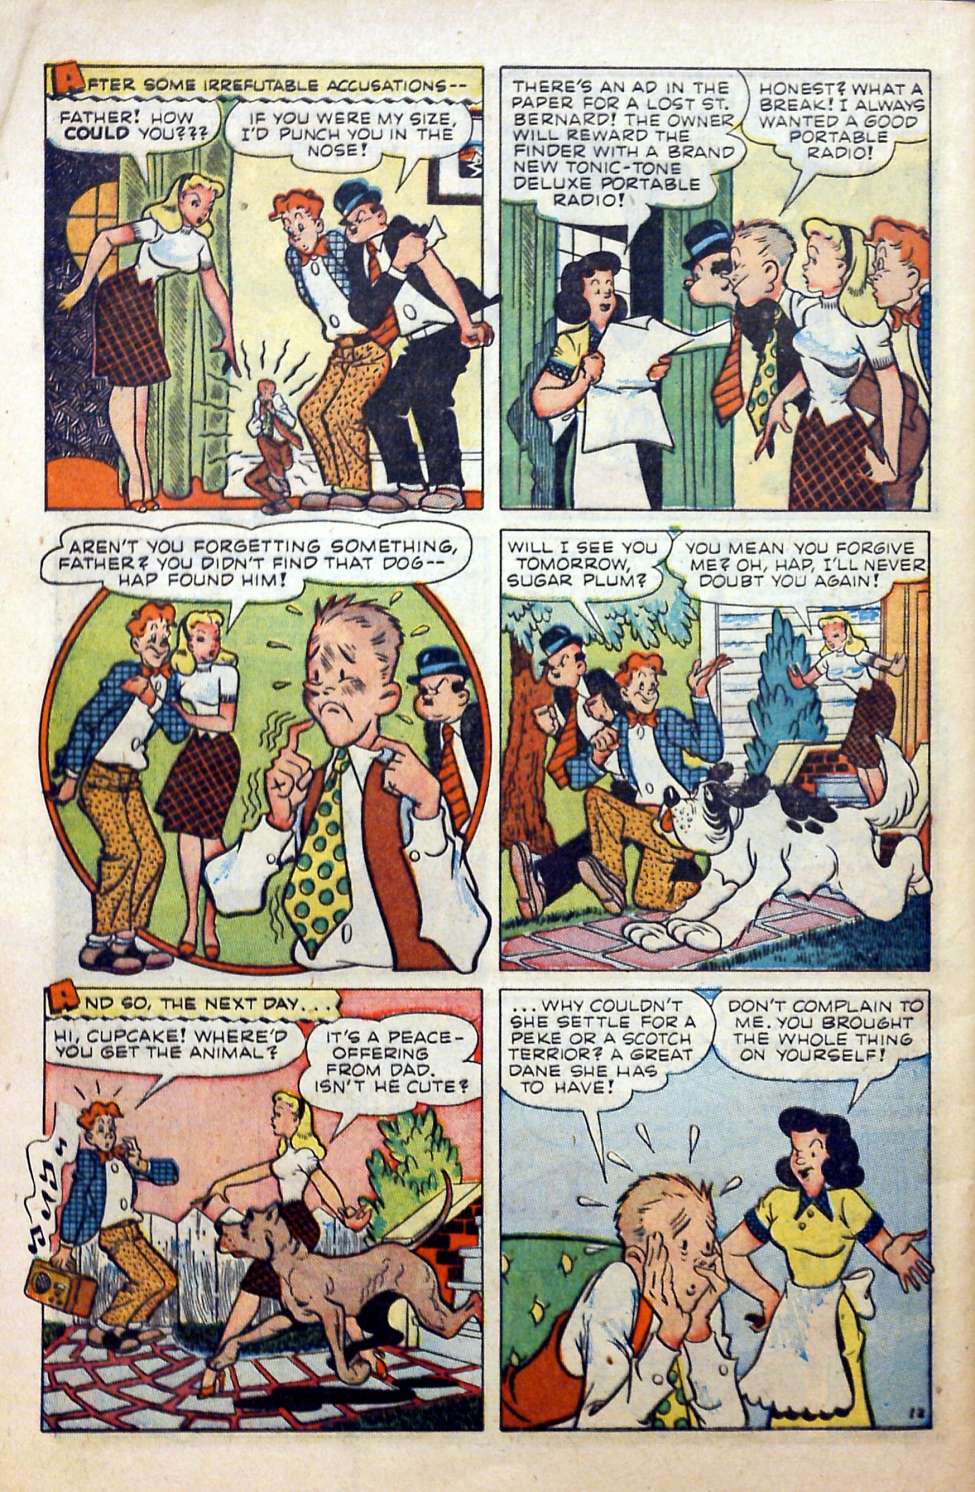 AFTER SOME IRREFUTABLE ACCUSATIONS--
FATHER! HOW
COULD YOU???
IF YOU WERE MY SIZE,
I'D PUNCH YOU IN THE
NOSE!
THERE'S AN AD IN THE
PAPER FOR A LOST ST.
BERNARD! THE OWNER
WILL REWARD THE
FINDER WITH A BRAND
NEW TONIC-TONE
DELUXE PORTABLE
RADIO!
HONEST? WHAT A
BREAK! I ALWAYS
WANTED A GOOD
PORTABLE
RADIO!
AREN'T YOU FORGETTING SOMETHING,
FATHER? YOU DIDN'T FIND THAT DOG--
HAP FOUND HIM!
WILL I SEE YOU
TOMORROW,
SUGAR PLUM?
YOU MEAN YOU FORGIVE
ME? OH, HAP, I'LL NEVER
DOUBT YOU AGAIN!
AND SO, THE NEXT DAY....
HI, CUPCAKE! WHERE'D
YOU GET THE ANIMAL?
IT'S A PEACE-
OFFERING
FROM DAD.
ISN'T HE CUTE?
...WHY COULDN'T
SHE SETTLE FOR A
PEKE OR A SCOTCH
TERRIOR? A GREAT
DANE SHE HAS
TO HAVE!
DON'T COMPLAIN TO
ME. YOU BROUGHT
THE WHOLE THING
ON YOURSELF!
12